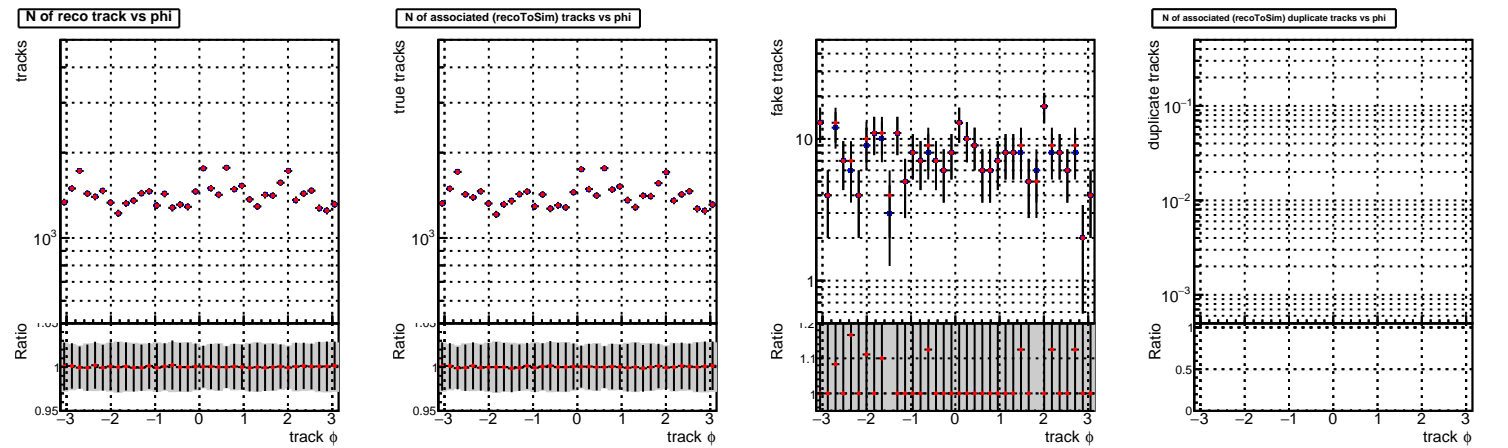 N of reco track vs phi
tracks
10³
Ratio
1.05
1
0.95
−3 −2 −1 0 1 2 3
track ϕ
N of associated (recoToSim) tracks vs phi
true tracks
10³
Ratio
1.05
1
0.95
−3 −2 −1 0 1 2 3
track ϕ
fake tracks
10
1
Ratio
1.2
1.1
1
−3 −2 −1 0 1 2 3
track ϕ
N of associated (recoToSim) duplicate tracks vs phi
duplicate tracks
10⁻¹
10⁻²
10⁻³
Ratio
1
0.5
0
−3 −2 −1 0 1 2 3
track ϕ